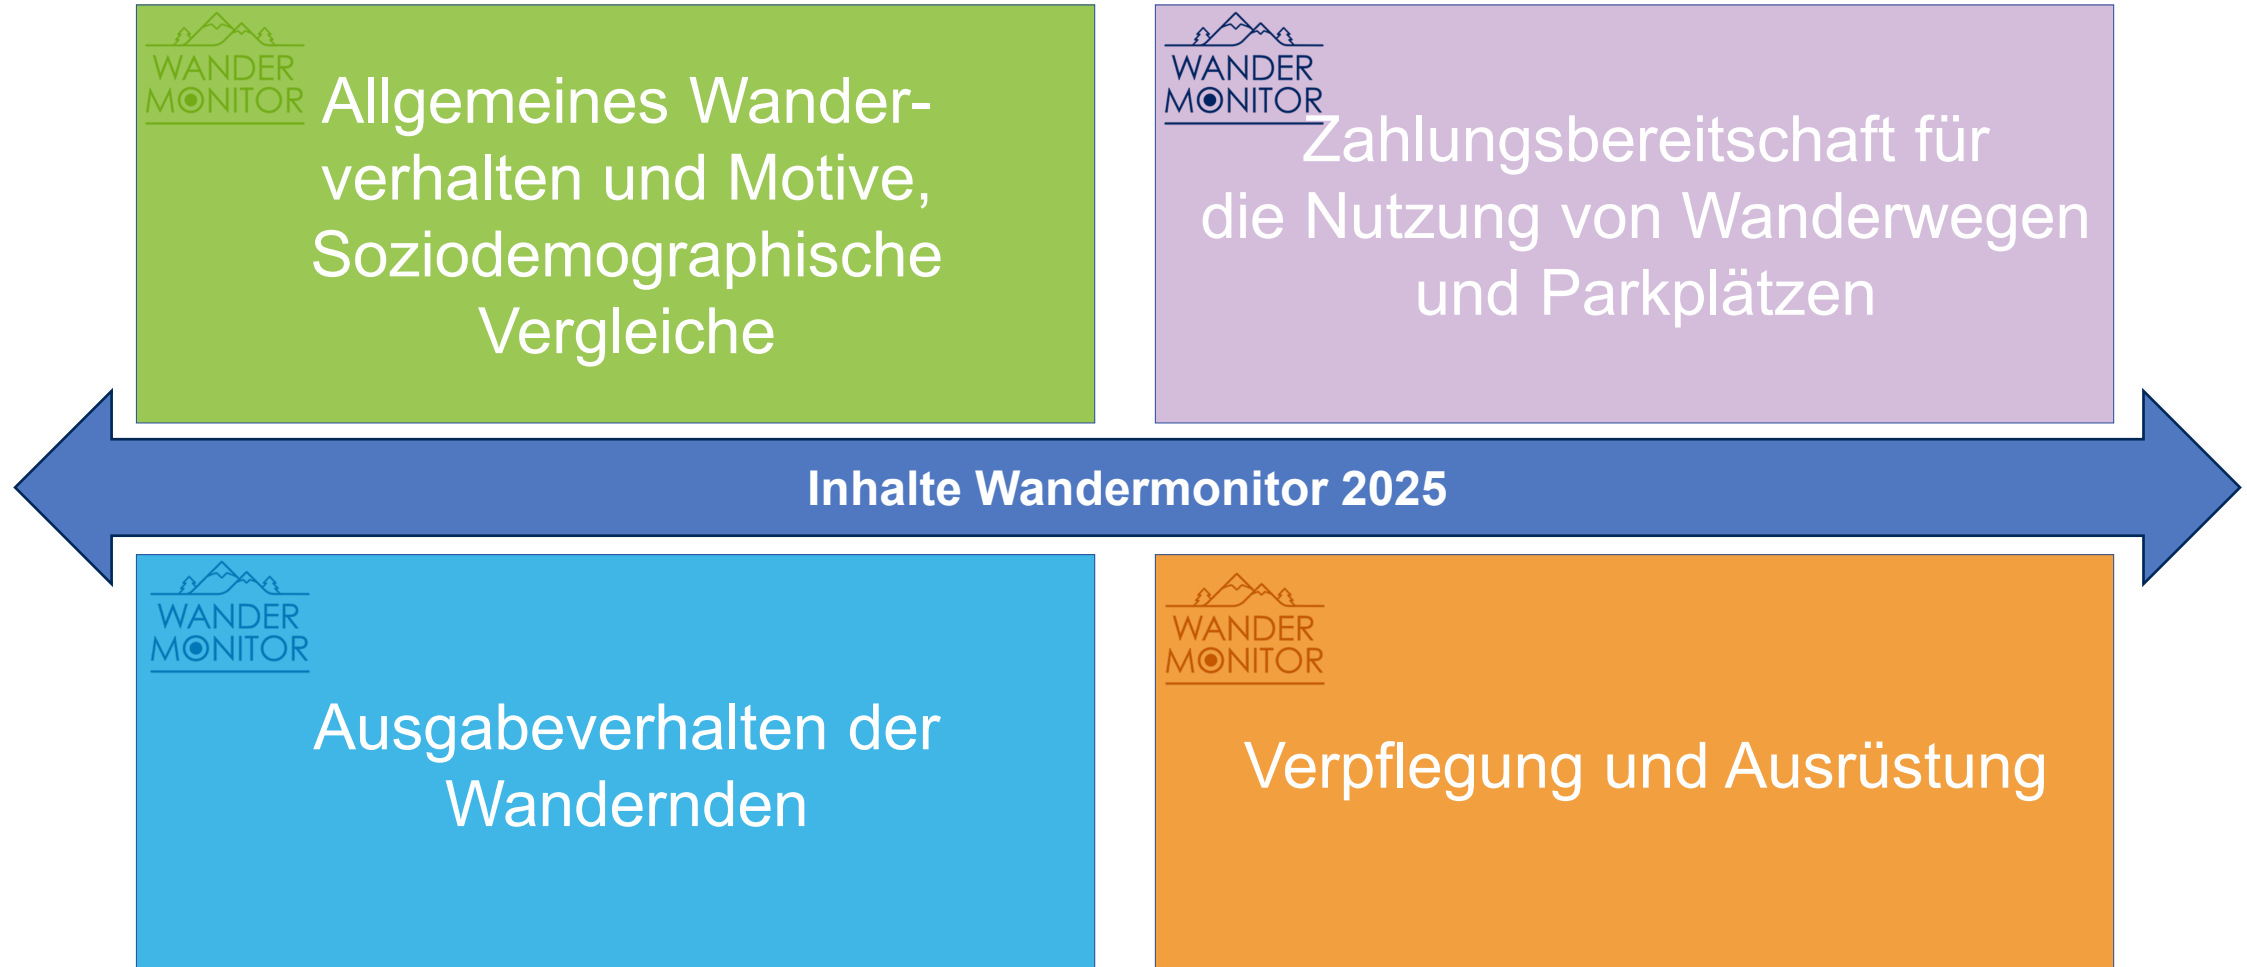 WANDER
MONITOR
Allgemeines Wander-
verhalten und Motive,
Soziodemographische
Vergleiche
WANDER
MONITOR
Zahlungsbereitschaft für
die Nutzung von Wanderwegen
und Parkplätzen
Inhalte Wandermonitor 2025
WANDER
MONITOR
Ausgabeverhalten der
Wandernden
WANDER
MONITOR
Verpflegung und Ausrüstung